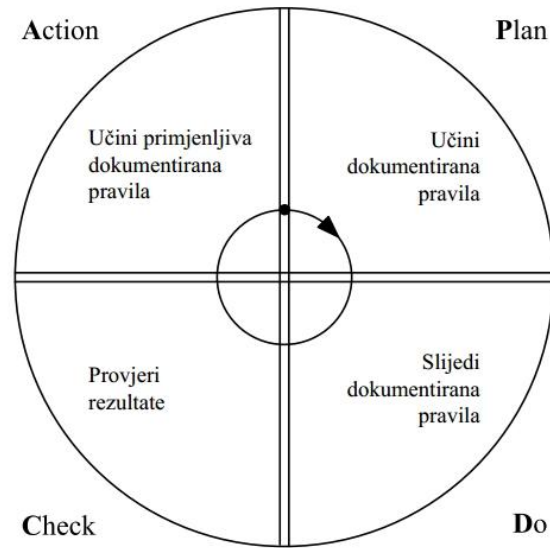 Action
Plan
Učini primjenljiva
dokumentirana
pravila
Učini
dokumentirana
pravila
Provjeri
rezultate
Slijedi
dokumentirana
pravila
Check
Do